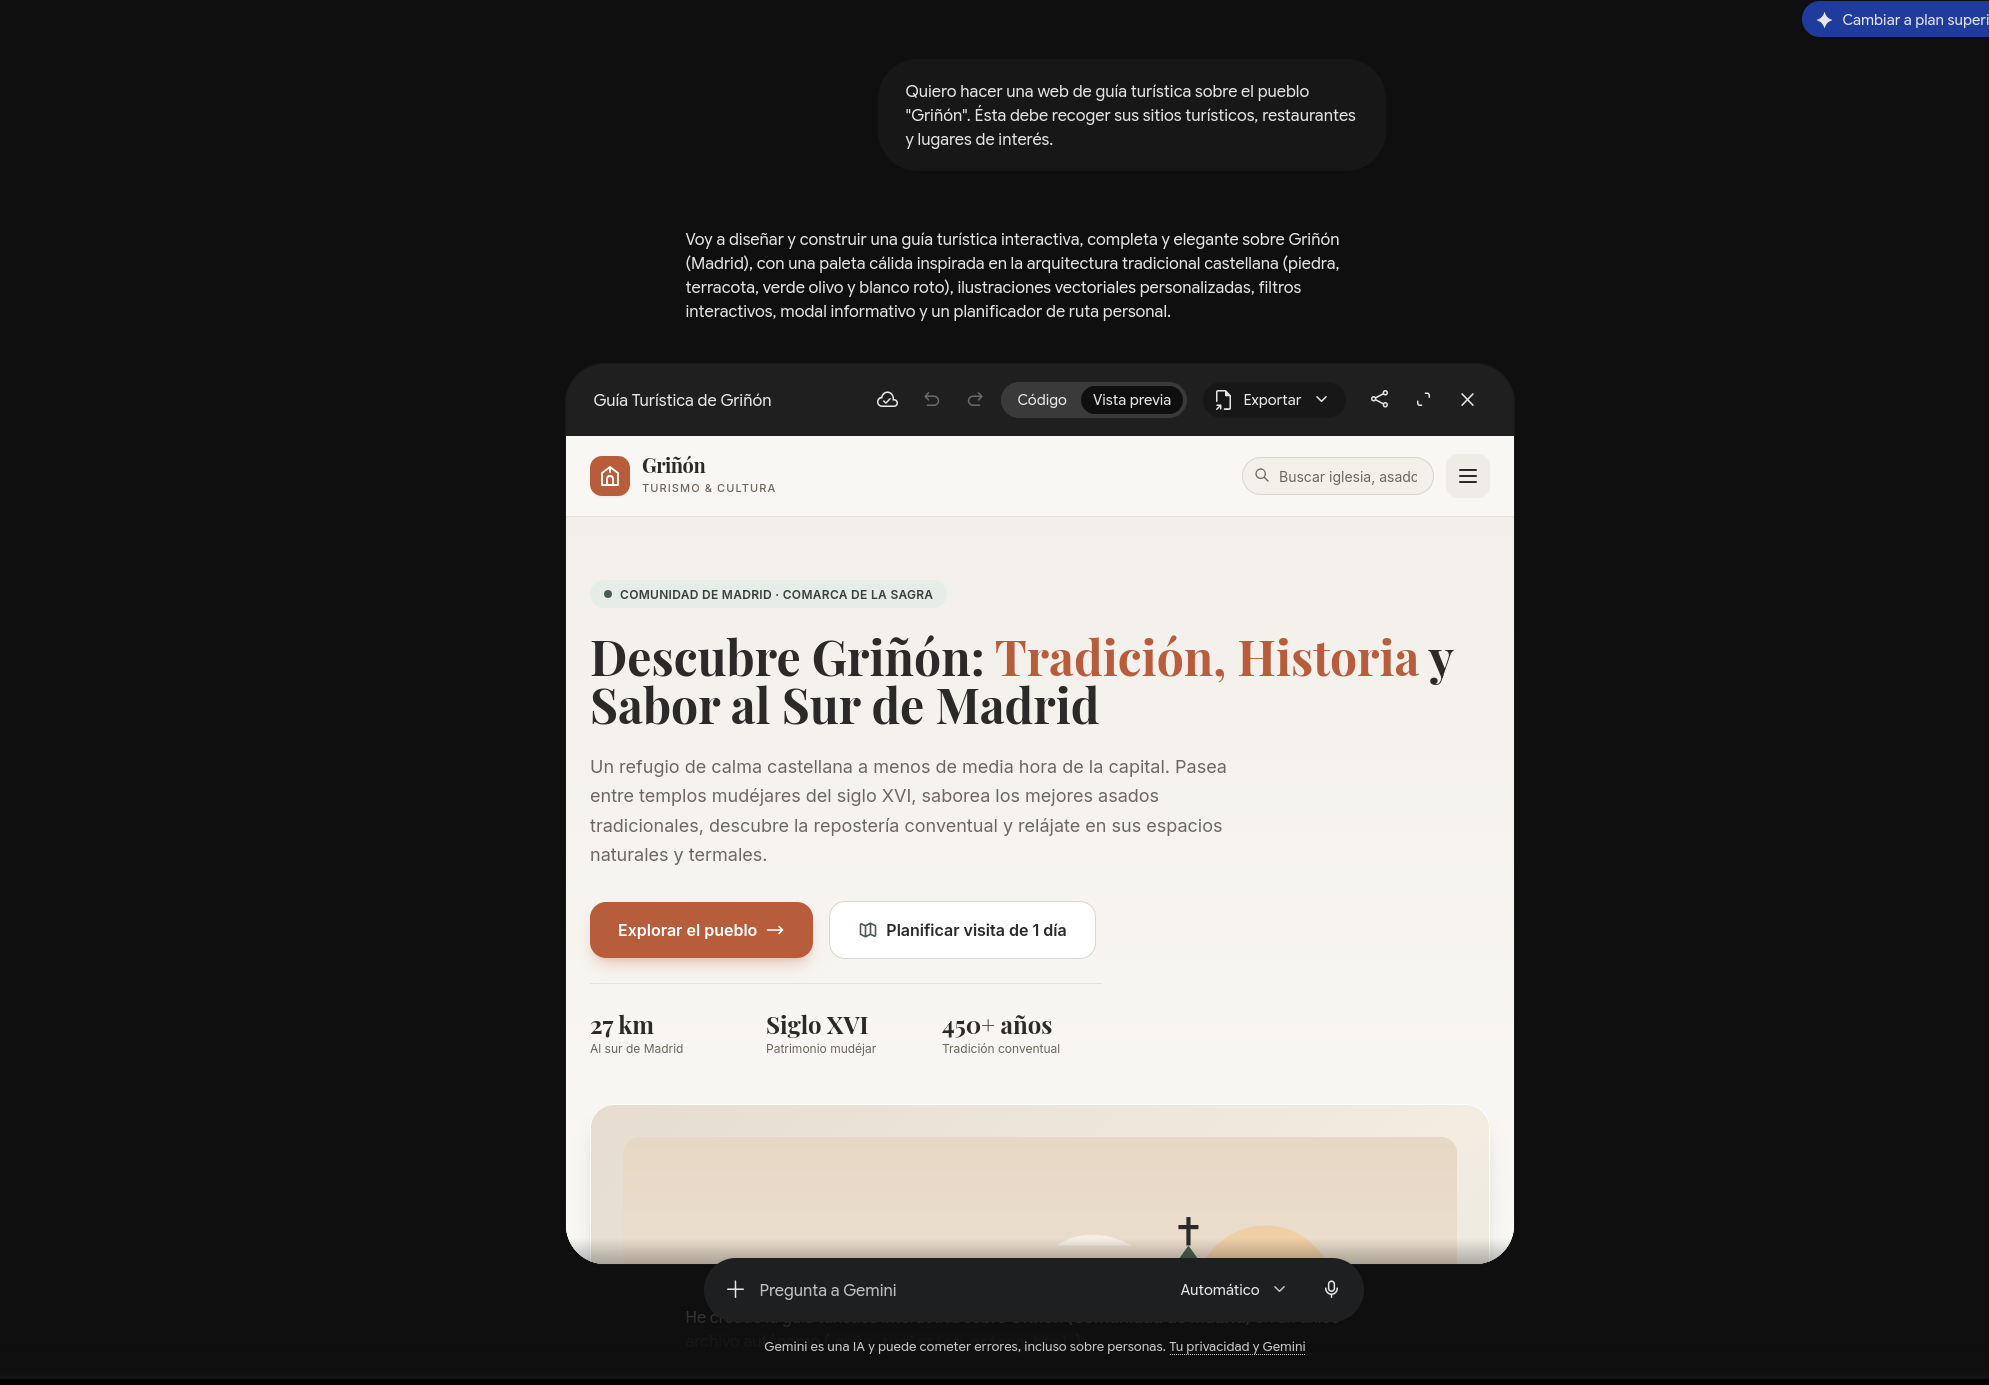 Cambiar a plan superi
Quiero hacer una web de guía turística sobre el pueblo
"Griñón". Ésta debe recoger sus sitios turísticos, restaurantes
y lugares de interés.
Voy a diseñar y construir una guía turística interactiva, completa y elegante sobre Griñón
(Madrid), con una paleta cálida inspirada en la arquitectura tradicional castellana (piedra,
terracota, verde olivo y blanco roto), ilustraciones vectoriales personalizadas, filtros
interactivos, modal informativo y un planificador de ruta personal.
Guía Turística de Griñón
Código
Vista previa
Exportar
Griñón
TURISMO & CULTURA
Buscar iglesia, asado
COMUNIDAD DE MADRID · COMARCA DE LA SAGRA
Descubre Griñón: Tradición, Historia y
Sabor al Sur de Madrid
Un refugio de calma castellana a menos de media hora de la capital. Pasea
entre templos mudéjares del siglo XVI, saborea los mejores asados
tradicionales, descubre la repostería conventual y relájate en sus espacios
naturales y termales.
Explorar el pueblo →
Planificar visita de 1 día
27 km
Al sur de Madrid
Siglo XVI
Patrimonio mudéjar
450+ años
Tradición conventual
Pregunta a Gemini
Automático
He
archivo
Gemini es una IA y puede cometer errores, incluso sobre personas. Tu privacidad y Gemini